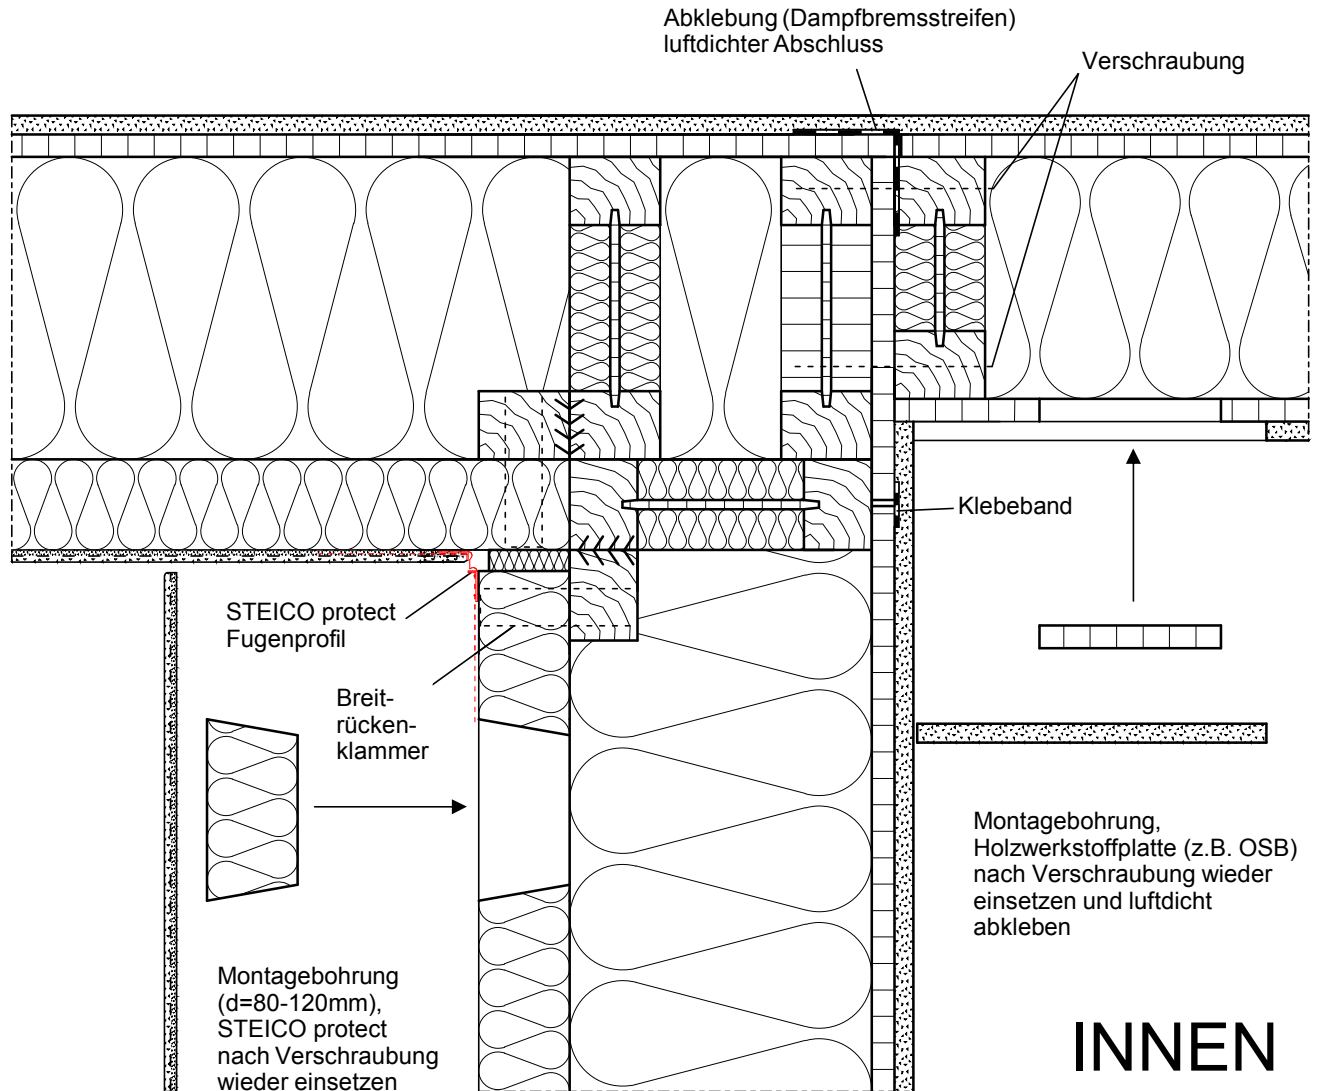 Abklebung (Dampfbremsstreifen)
luftdichter Abschluss
Verschraubung
Klebeband
STEICO protect
Fugenprofil
Breit-
rücken-
klammer
Montagebohrung,
Holzwerkstoffplatte (z.B. OSB)
nach Verschraubung wieder
einsetzen und luftdicht
abkleben
Montagebohrung
(d=80-120mm),
STEICO protect
nach Verschraubung
wieder einsetzen
INNEN